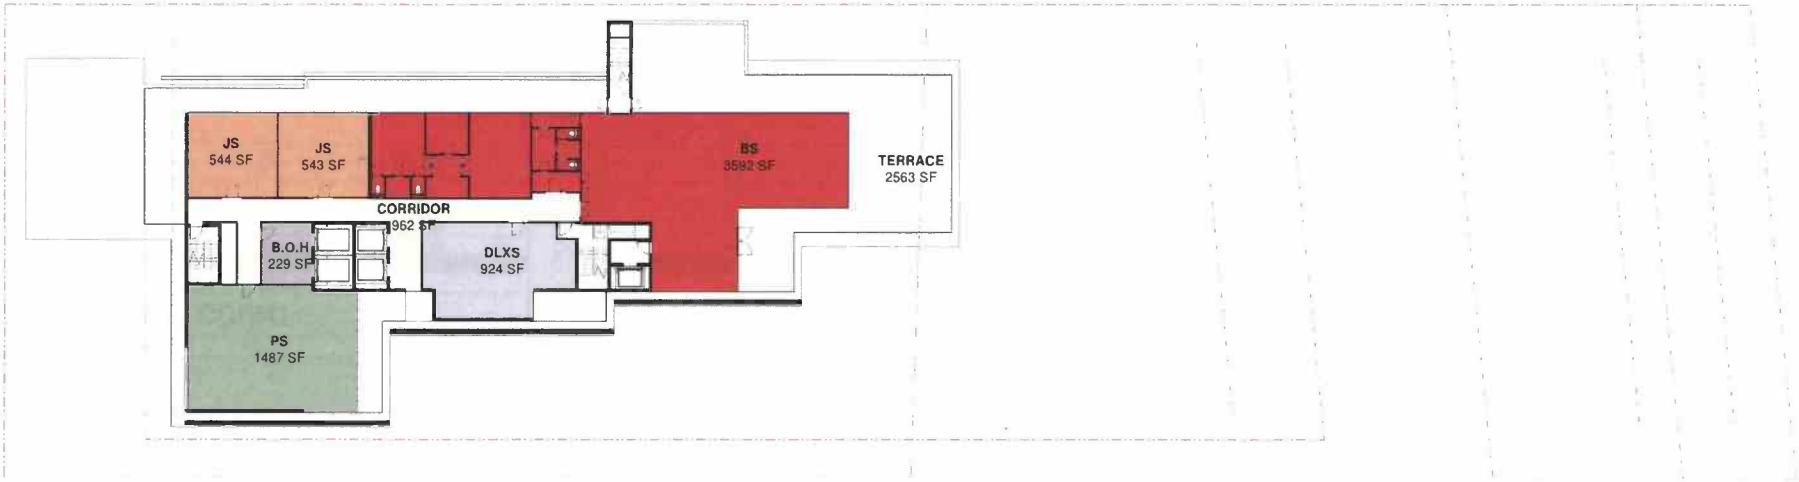 JS
544 SF
JS
543 SF
BS
3592 SF
TERRACE
2563 SF
CORRIDOR
962 SF
B.O.H
229 SF
DLXS
924 SF
PS
1487 SF